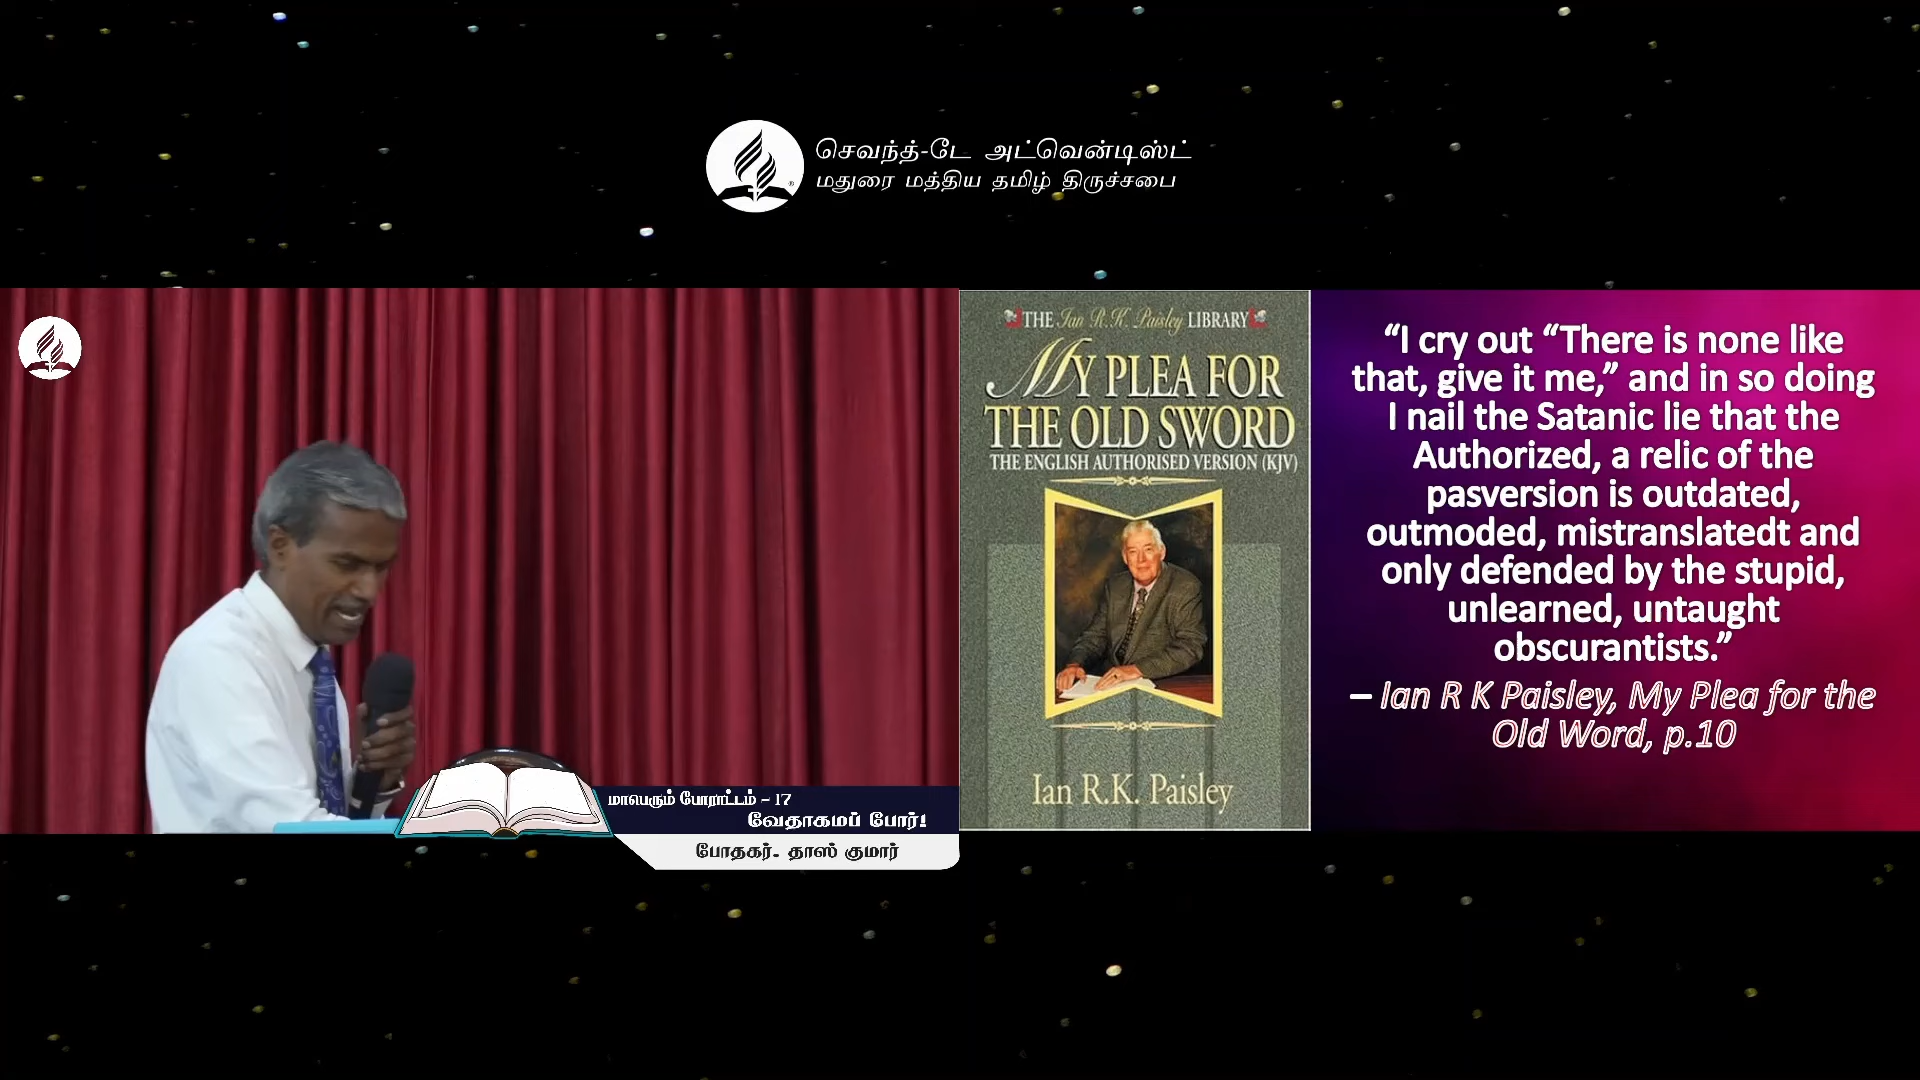 செவந்த்-டே அட்வென்டிஸ்ட்
மதுரை மத்திய தமிழ் திருச்சபை
THE Ian R.K. Paisley LIBRARY
MY PLEA FOR
THE OLD SWORD
THE ENGLISH AUTHORISED VERSION (KJV)
Ian R.K. Paisley
“I cry out “There is none like
that, give it me,” and in so doing
I nail the Satanic lie that the
Authorized, a relic of the
pasversion is outdated,
outmoded, mistranslatedt and
only defended by the stupid,
unlearned, untaught
obscurantists.”
– Ian R K Paisley, My Plea for the
Old Word, p.10
மாபெரும் போராட்டம் - 17
வேதாகமப் போர்!
போதகர். தாஸ் குமார்